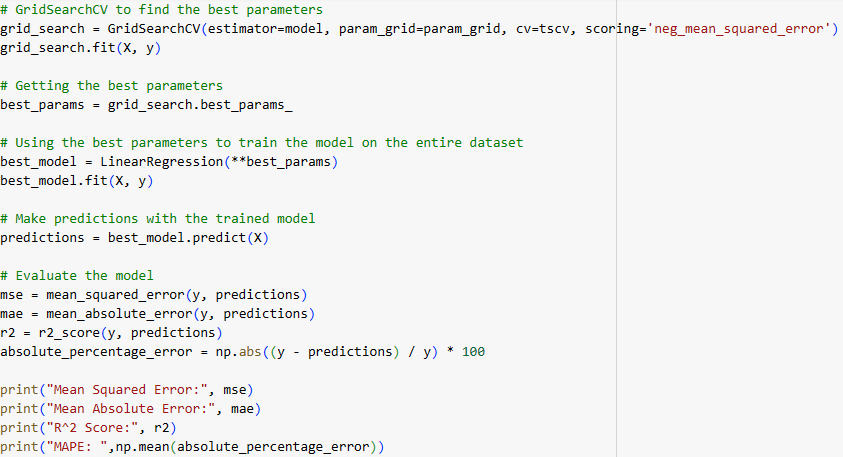 # GridSearchCV to find the best parameters
grid_search = GridSearchCV(estimator=model, param_grid=param_grid, cv=tscv, scoring='neg_mean_squared_error')
grid_search.fit(X, y)
# Getting the best parameters
best_params = grid_search.best_params_
# Using the best parameters to train the model on the entire dataset
best_model = LinearRegression(**best_params)
best_model.fit(X, y)
# Make predictions with the trained model
predictions = best_model.predict(X)
# Evaluate the model
mse = mean_squared_error(y, predictions)
mae = mean_absolute_error(y, predictions)
r2 = r2_score(y, predictions)
absolute_percentage_error = np.abs((y - predictions) / y) * 100
print("Mean Squared Error:", mse)
print("Mean Absolute Error:", mae)
print("R^2 Score:", r2)
print("MAPE: ",np.mean(absolute_percentage_error))